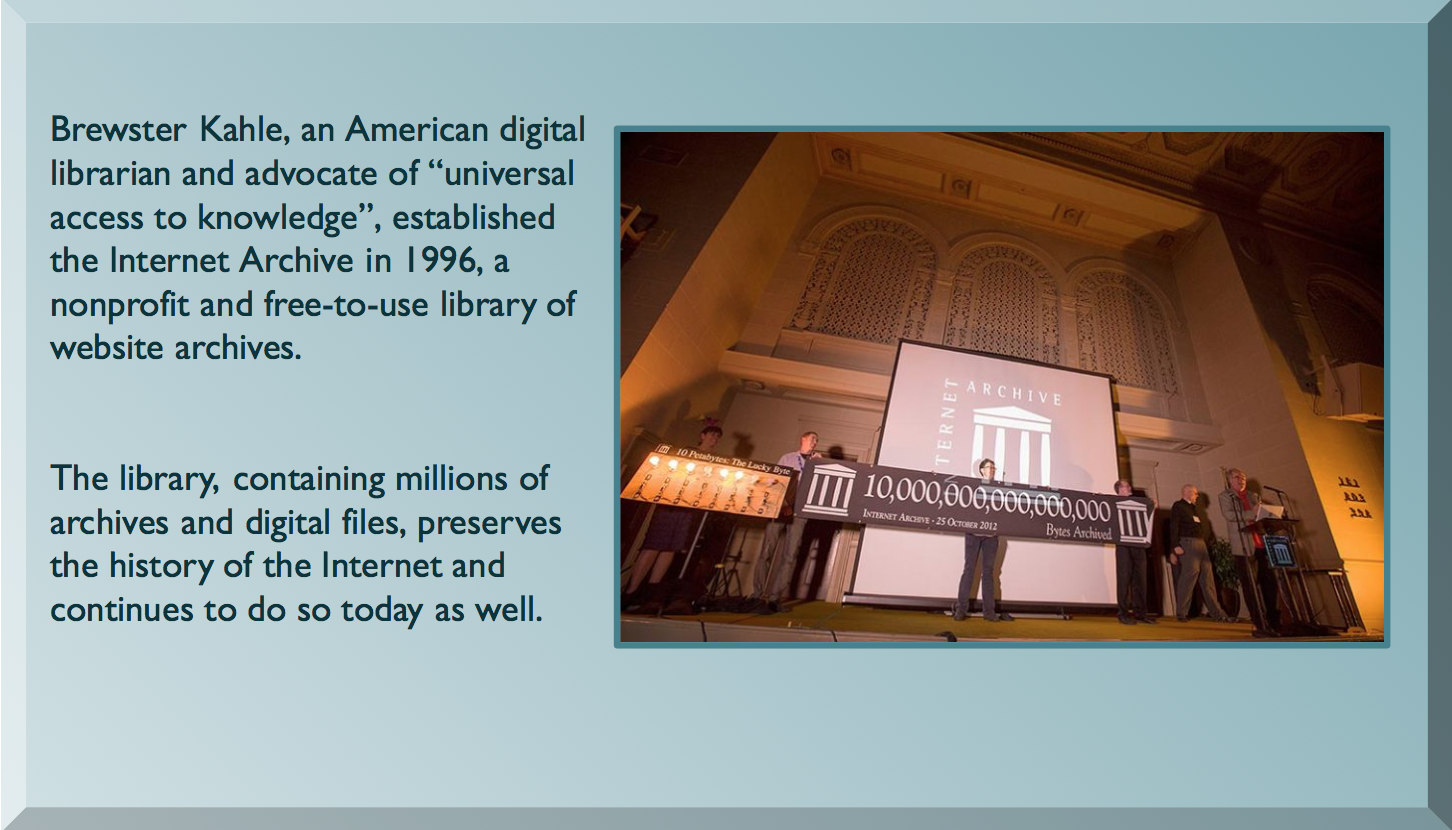 Brewster Kahle, an American digital
librarian and advocate of “universal
access to knowledge”, established
the Internet Archive in 1996, a
nonprofit and free-to-use library of
website archives.
The library, containing millions of
archives and digital files, preserves
the history of the Internet and
continues to do so today as well.
ARCHIVE
INTERNET
10 Petabytes: The Lucky Byte
10,000,000,000,000,000
Internet Archive · 25 October 2012
Bytes Archived